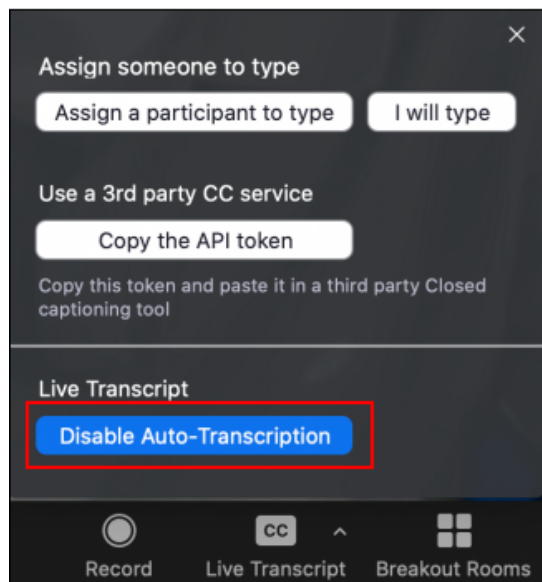 Assign someone to type
Assign a participant to type
I will type
Use a 3rd party CC service
Copy the API token
Copy this token and paste it in a third party Closed
captioning tool
Live Transcript
Disable Auto-Transcription
CC
Record
Live Transcript
Breakout Rooms